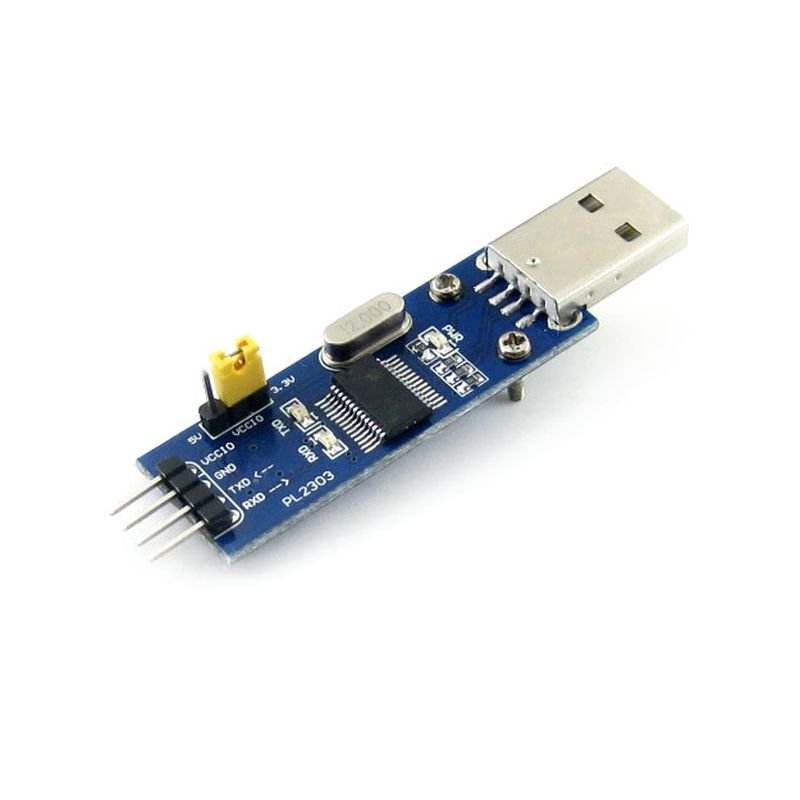 12.000
PWR
3.3V
VCCIO
5V
TXD
RXD
VCCIO
GND
TXD <--
RXD -->
PL2303